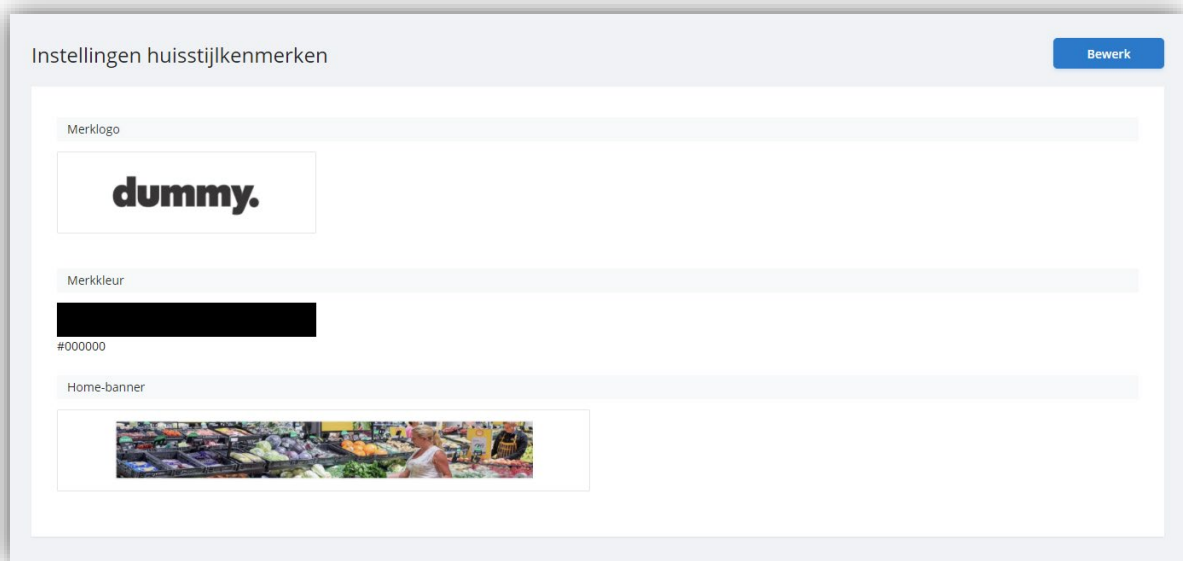 Instellingen huisstijlkenmerken
Bewerk
Merklogo
dummy.
Merkkleur
#000000
Home-banner